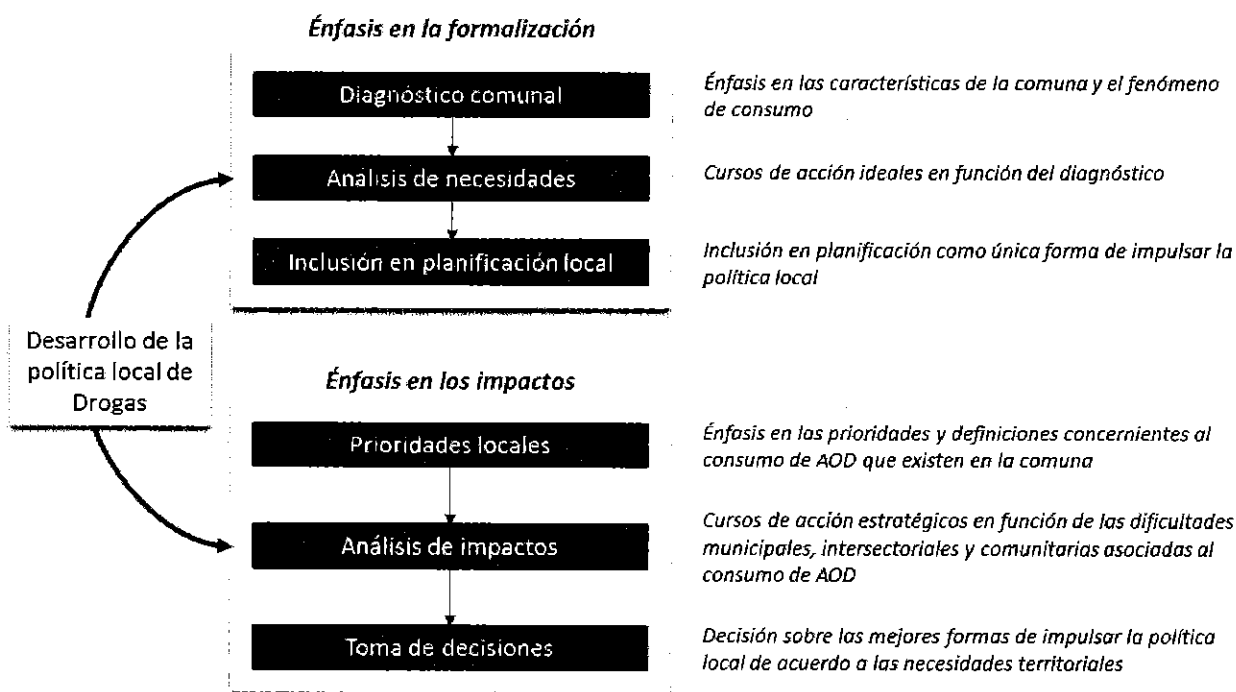 Énfasis en la formalización
Diagnóstico comunal
Énfasis en las características de la comuna y el fenómeno
de consumo
Análisis de necesidades
Cursos de acción ideales en función del diagnóstico
Inclusión en planificación local
Inclusión en planificación como única forma de impulsar la
política local
Desarrollo de la
política local de
Drogas
Énfasis en los impactos
Prioridades locales
Énfasis en las prioridades y definiciones concernientes al
consumo de AOD que existen en la comuna
Análisis de impactos
Cursos de acción estratégicos en función de las dificultades
municipales, intersectoriales y comunitarias asociadas al
consumo de AOD
Toma de decisiones
Decisión sobre las mejores formas de impulsar la política
local de acuerdo a las necesidades territoriales